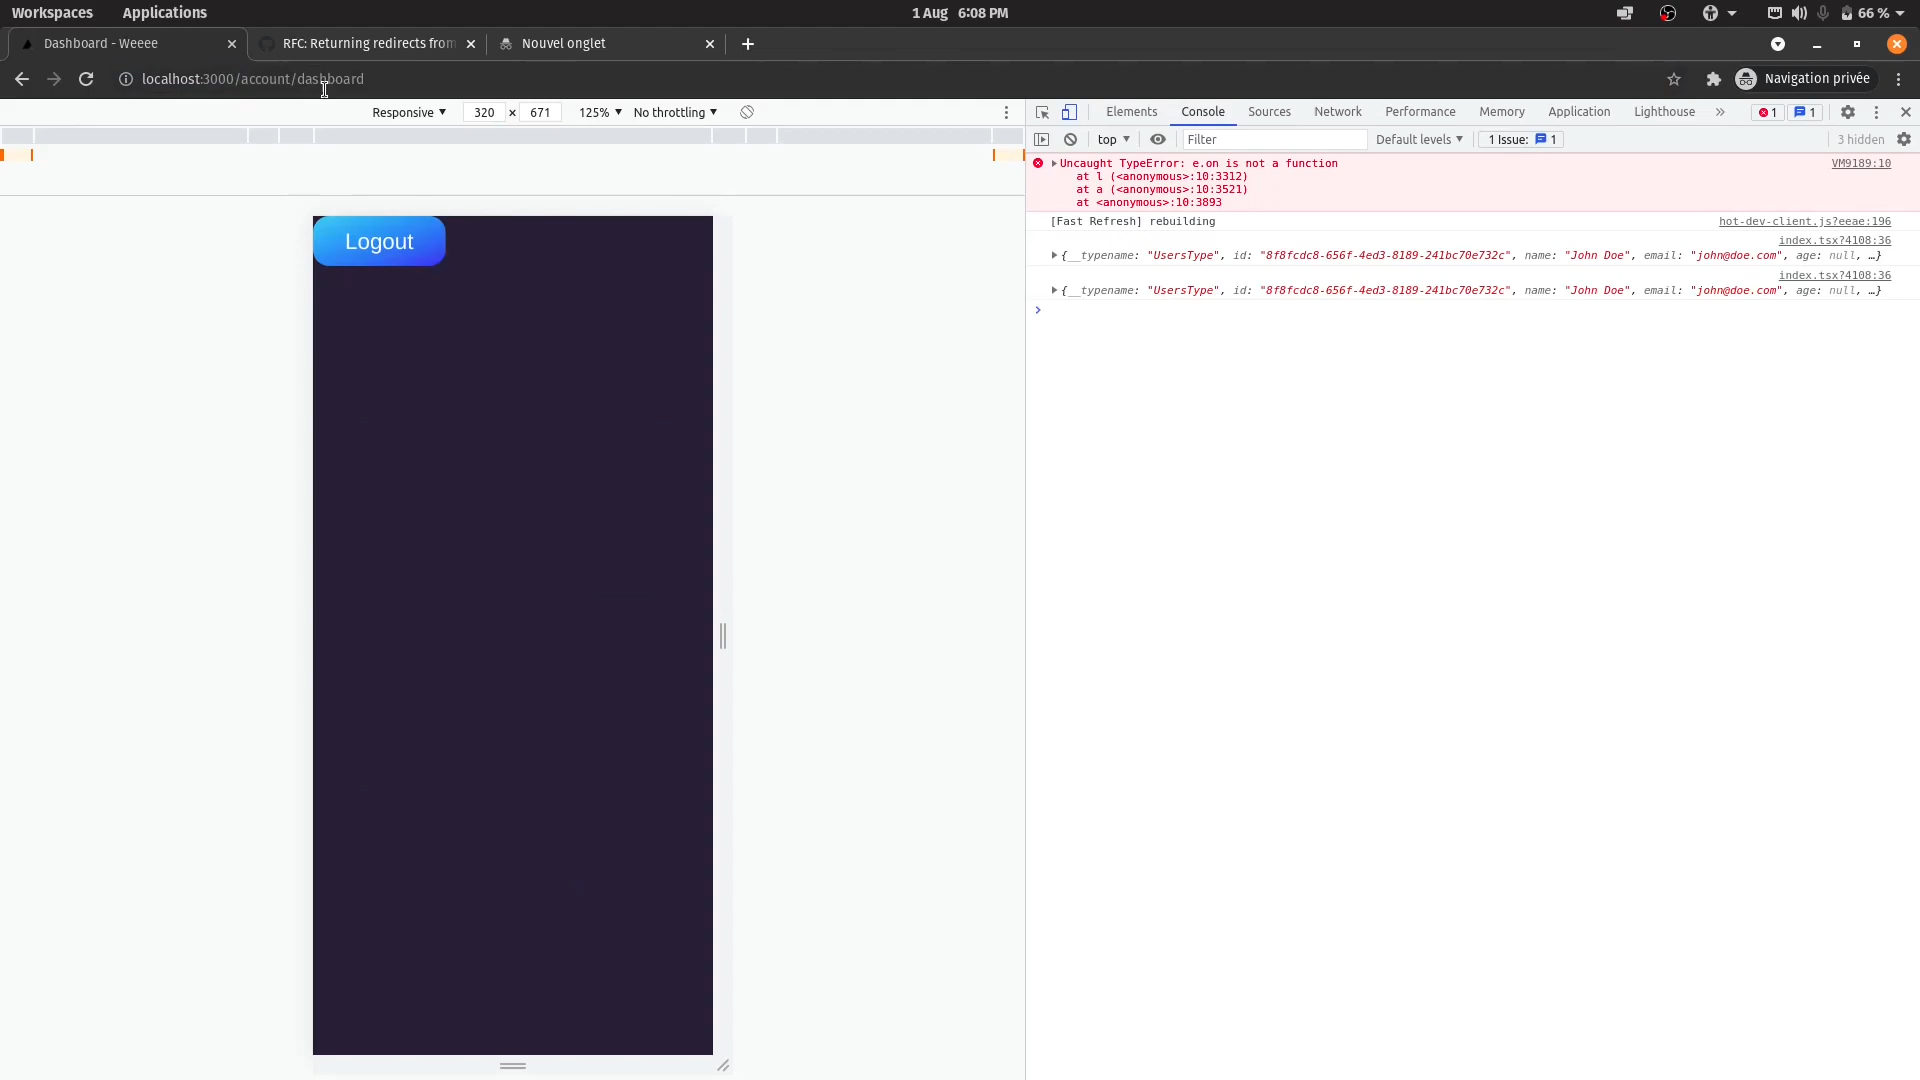 Workspaces Applications 1 Aug 6:08 PM 66 %
Dashboard - Weeee RFC: Returning redirects from Nouvel onglet
localhost:3000/account/dashboard Navigation privée
Responsive 320 × 671 125% No throttling
Elements Console Sources Network Performance Memory Application Lighthouse 1 1
top Filter Default levels 1 Issue: 1 3 hidden
Uncaught TypeError: e.on is not a function VM9189:10
at l (<anonymous>:10:3312)
at a (<anonymous>:10:3521)
at <anonymous>:10:3893
[Fast Refresh] rebuilding hot-dev-client.js?eeae:196
index.tsx?4108:36
{__typename: "UsersType", id: "8f8fcdc8-656f-4ed3-8189-241bc70e732c", name: "John Doe", email: "john@doe.com", age: null, …}
index.tsx?4108:36
{__typename: "UsersType", id: "8f8fcdc8-656f-4ed3-8189-241bc70e732c", name: "John Doe", email: "john@doe.com", age: null, …}
Logout